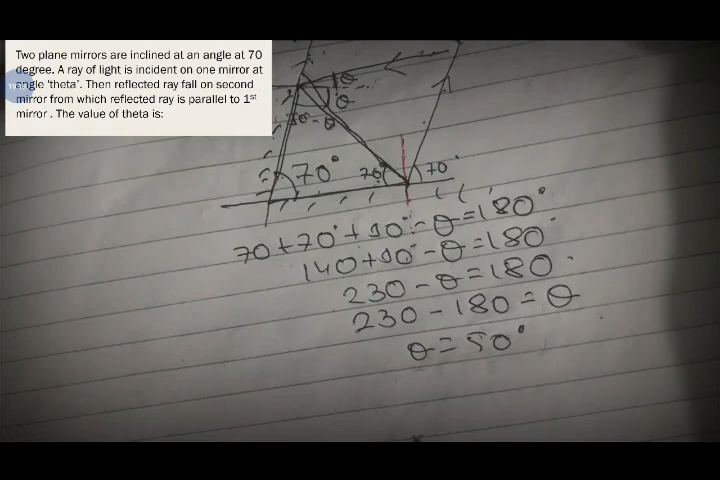 Two plane mirrors are inclined at an angle at 70
degree. A ray of light is incident on one mirror at
angle ‘theta’. Then reflected ray fall on second
mirror from which reflected ray is parallel to 1st
mirror . The value of theta is:
θ
θ
90 - θ
70°
70°
70°
70 + 70° + 90° - θ = 180°
140 + 90° - θ = 180
230 - θ = 180
230 - 180 = θ
θ = 50°